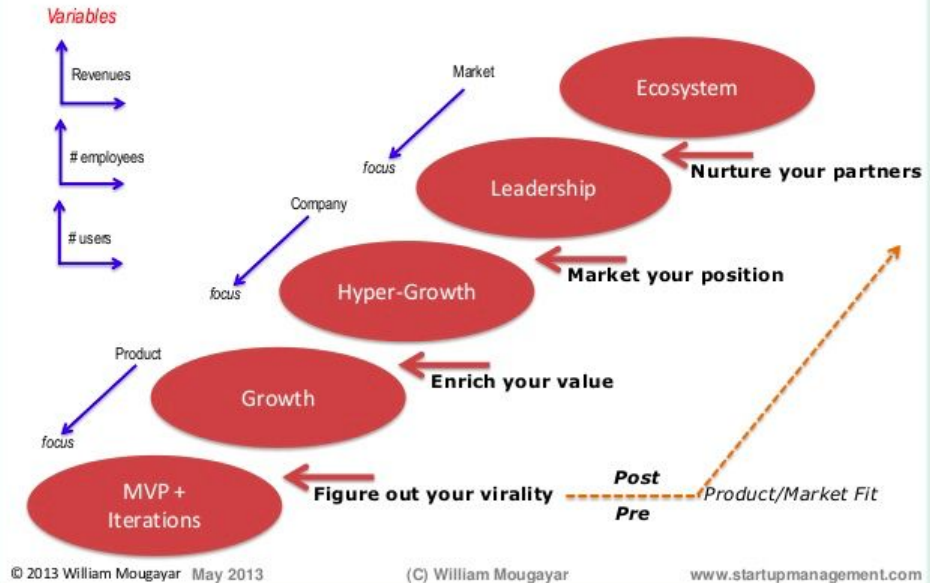 Variables
Revenues
# employees
# users
Market
focus
Company
focus
Product
focus
Ecosystem
Nurture your partners
Leadership
Market your position
Hyper-Growth
Enrich your value
Growth
Figure out your virality
MVP +
Iterations
Post
Pre
Product/Market Fit
© 2013 William Mougayar May 2013
(C) William Mougayar
www.startupmanagement.com